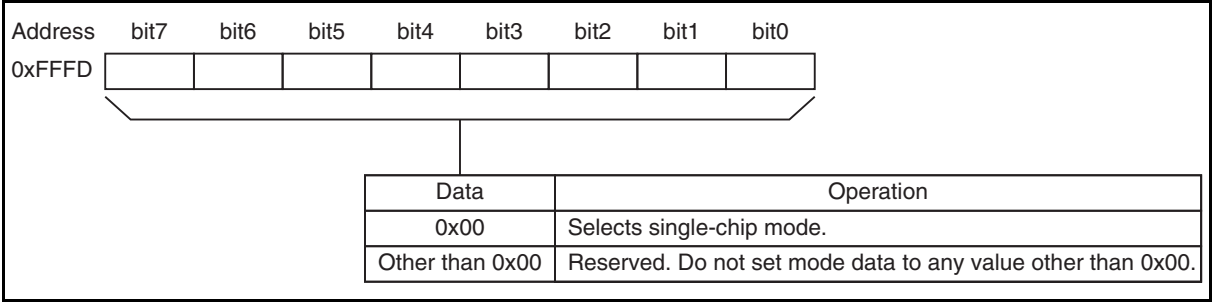 Address bit7 bit6 bit5 bit4 bit3 bit2 bit1 bit0
0xFFFD
Data Operation
0x00 Selects single-chip mode.
Other than 0x00 Reserved. Do not set mode data to any value other than 0x00.